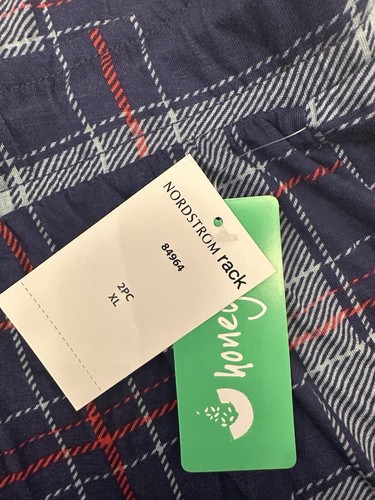 NORDSTROM rack
84964
2PC
XL
honey